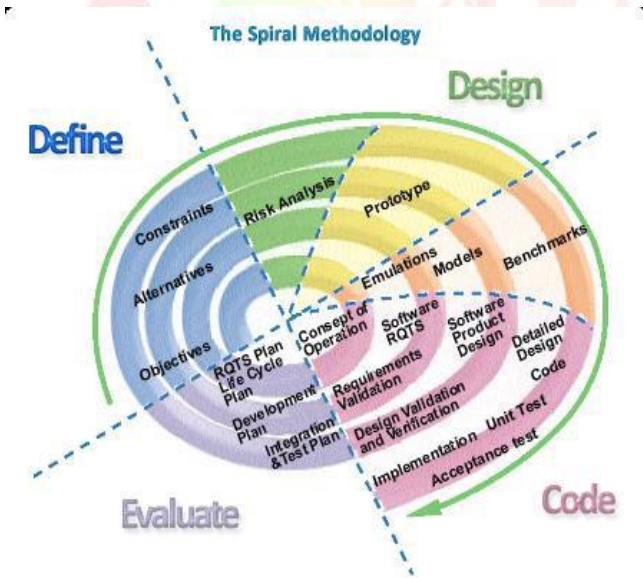 The Spiral Methodology
Define
Design
Constraints
Alternatives
Objectives
Risk Analysis
Prototype
Emulations
Models
Benchmarks
Concept of
Operation
Software
RQTS
Software
Product
Design
Detailed
Design
Code
Unit Test
Requirements
Validation
Design Validation
and Verification
Implementation
Acceptance test
RQTS Plan
Life Cycle
Plan
Development
Plan
Integration
&Test Plan
Evaluate
Code